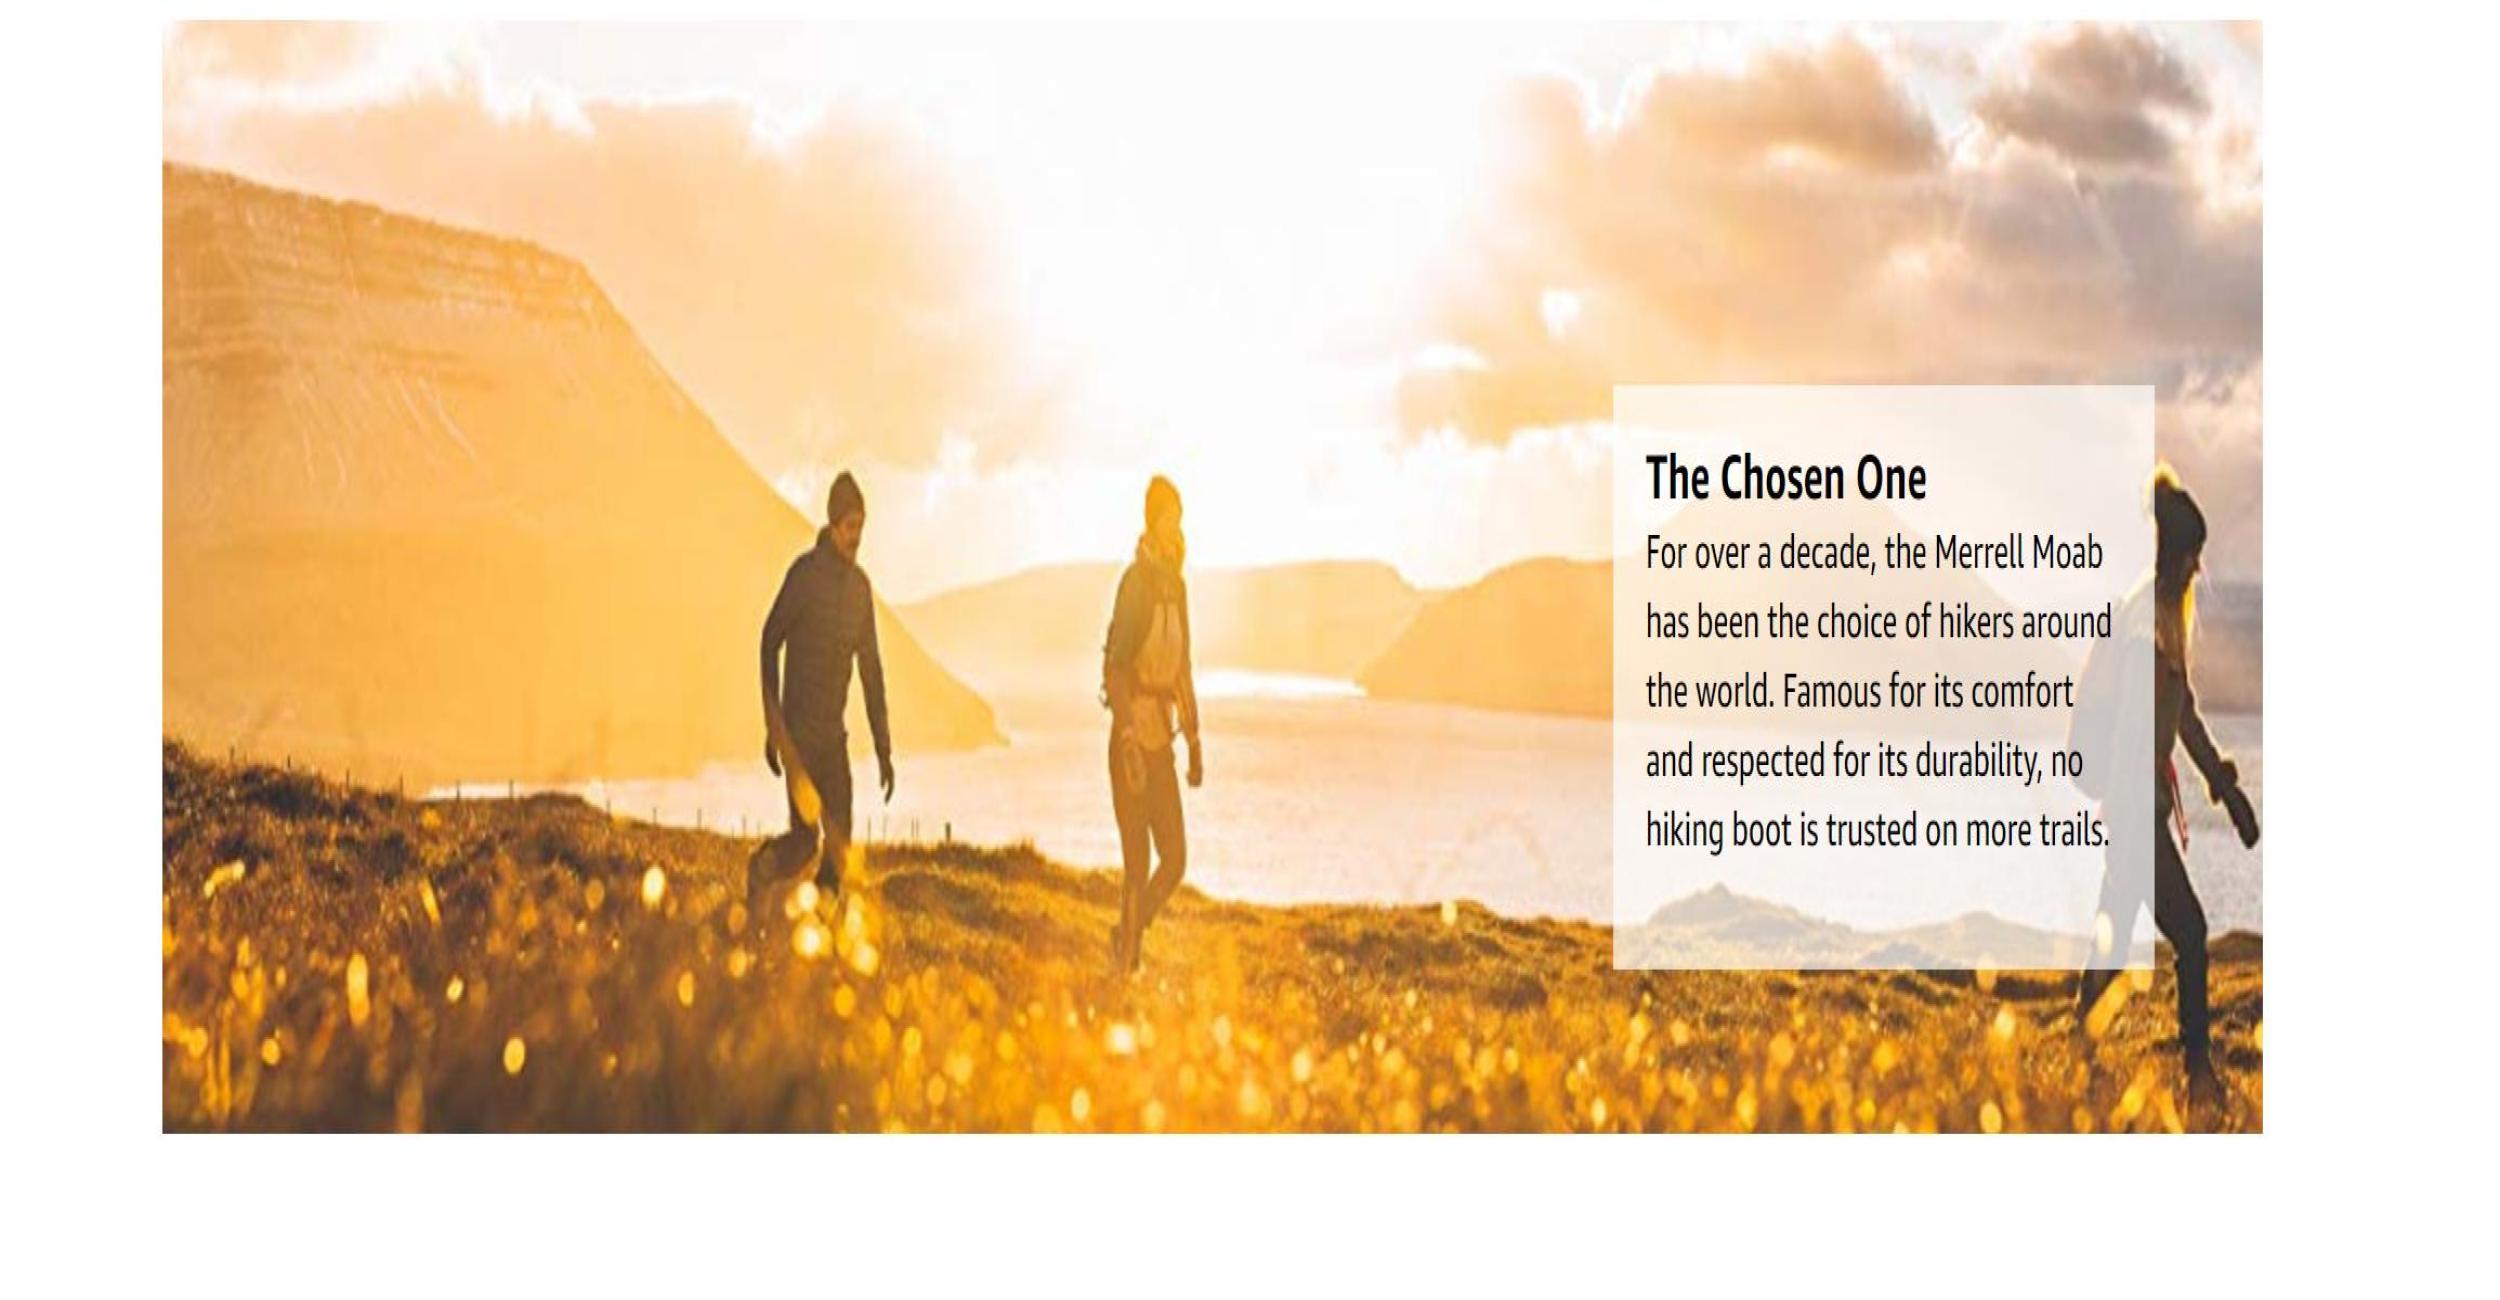 The Chosen One
For over a decade, the Merrell Moab
has been the choice of hikers around
the world. Famous for its comfort
and respected for its durability, no
hiking boot is trusted on more trails.